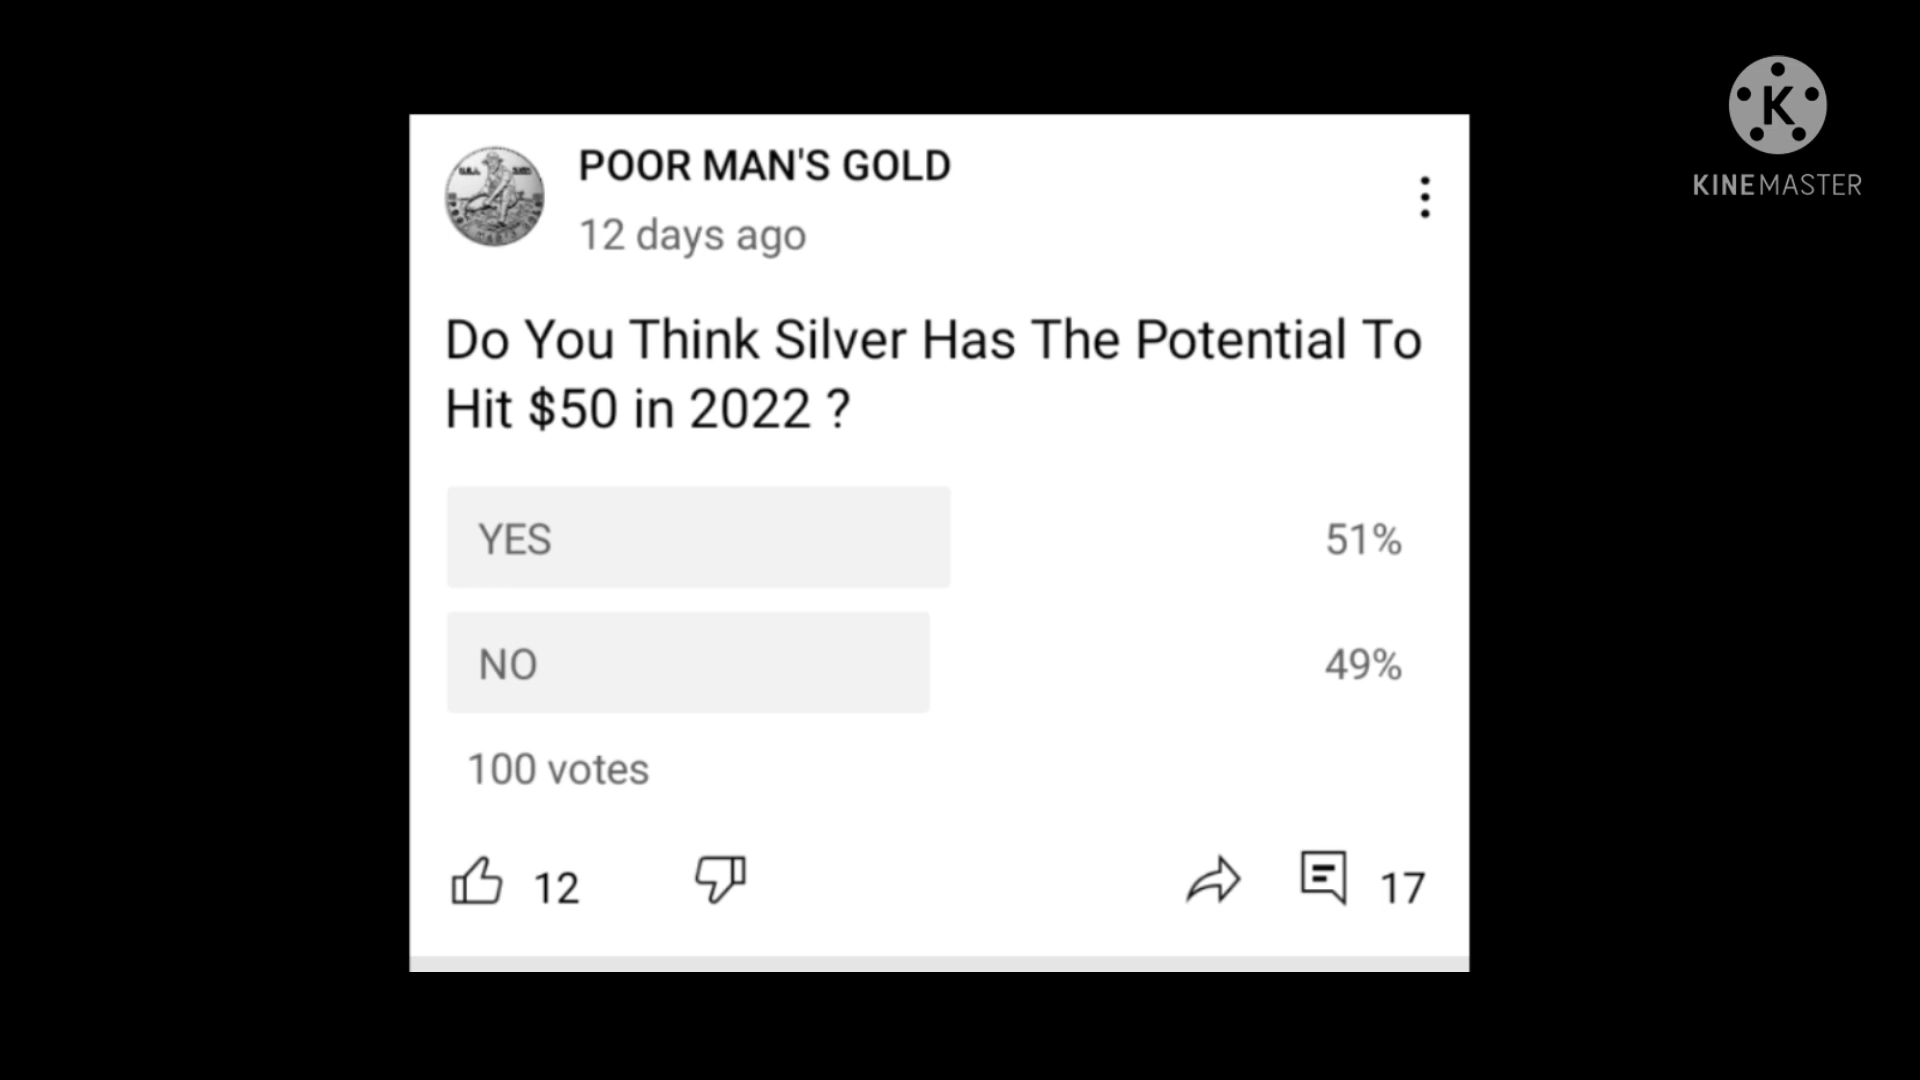 POOR MAN'S GOLD
12 days ago
Do You Think Silver Has The Potential To
Hit $50 in 2022 ?
YES 51%
NO 49%
100 votes
12 17
K
KINEMASTER